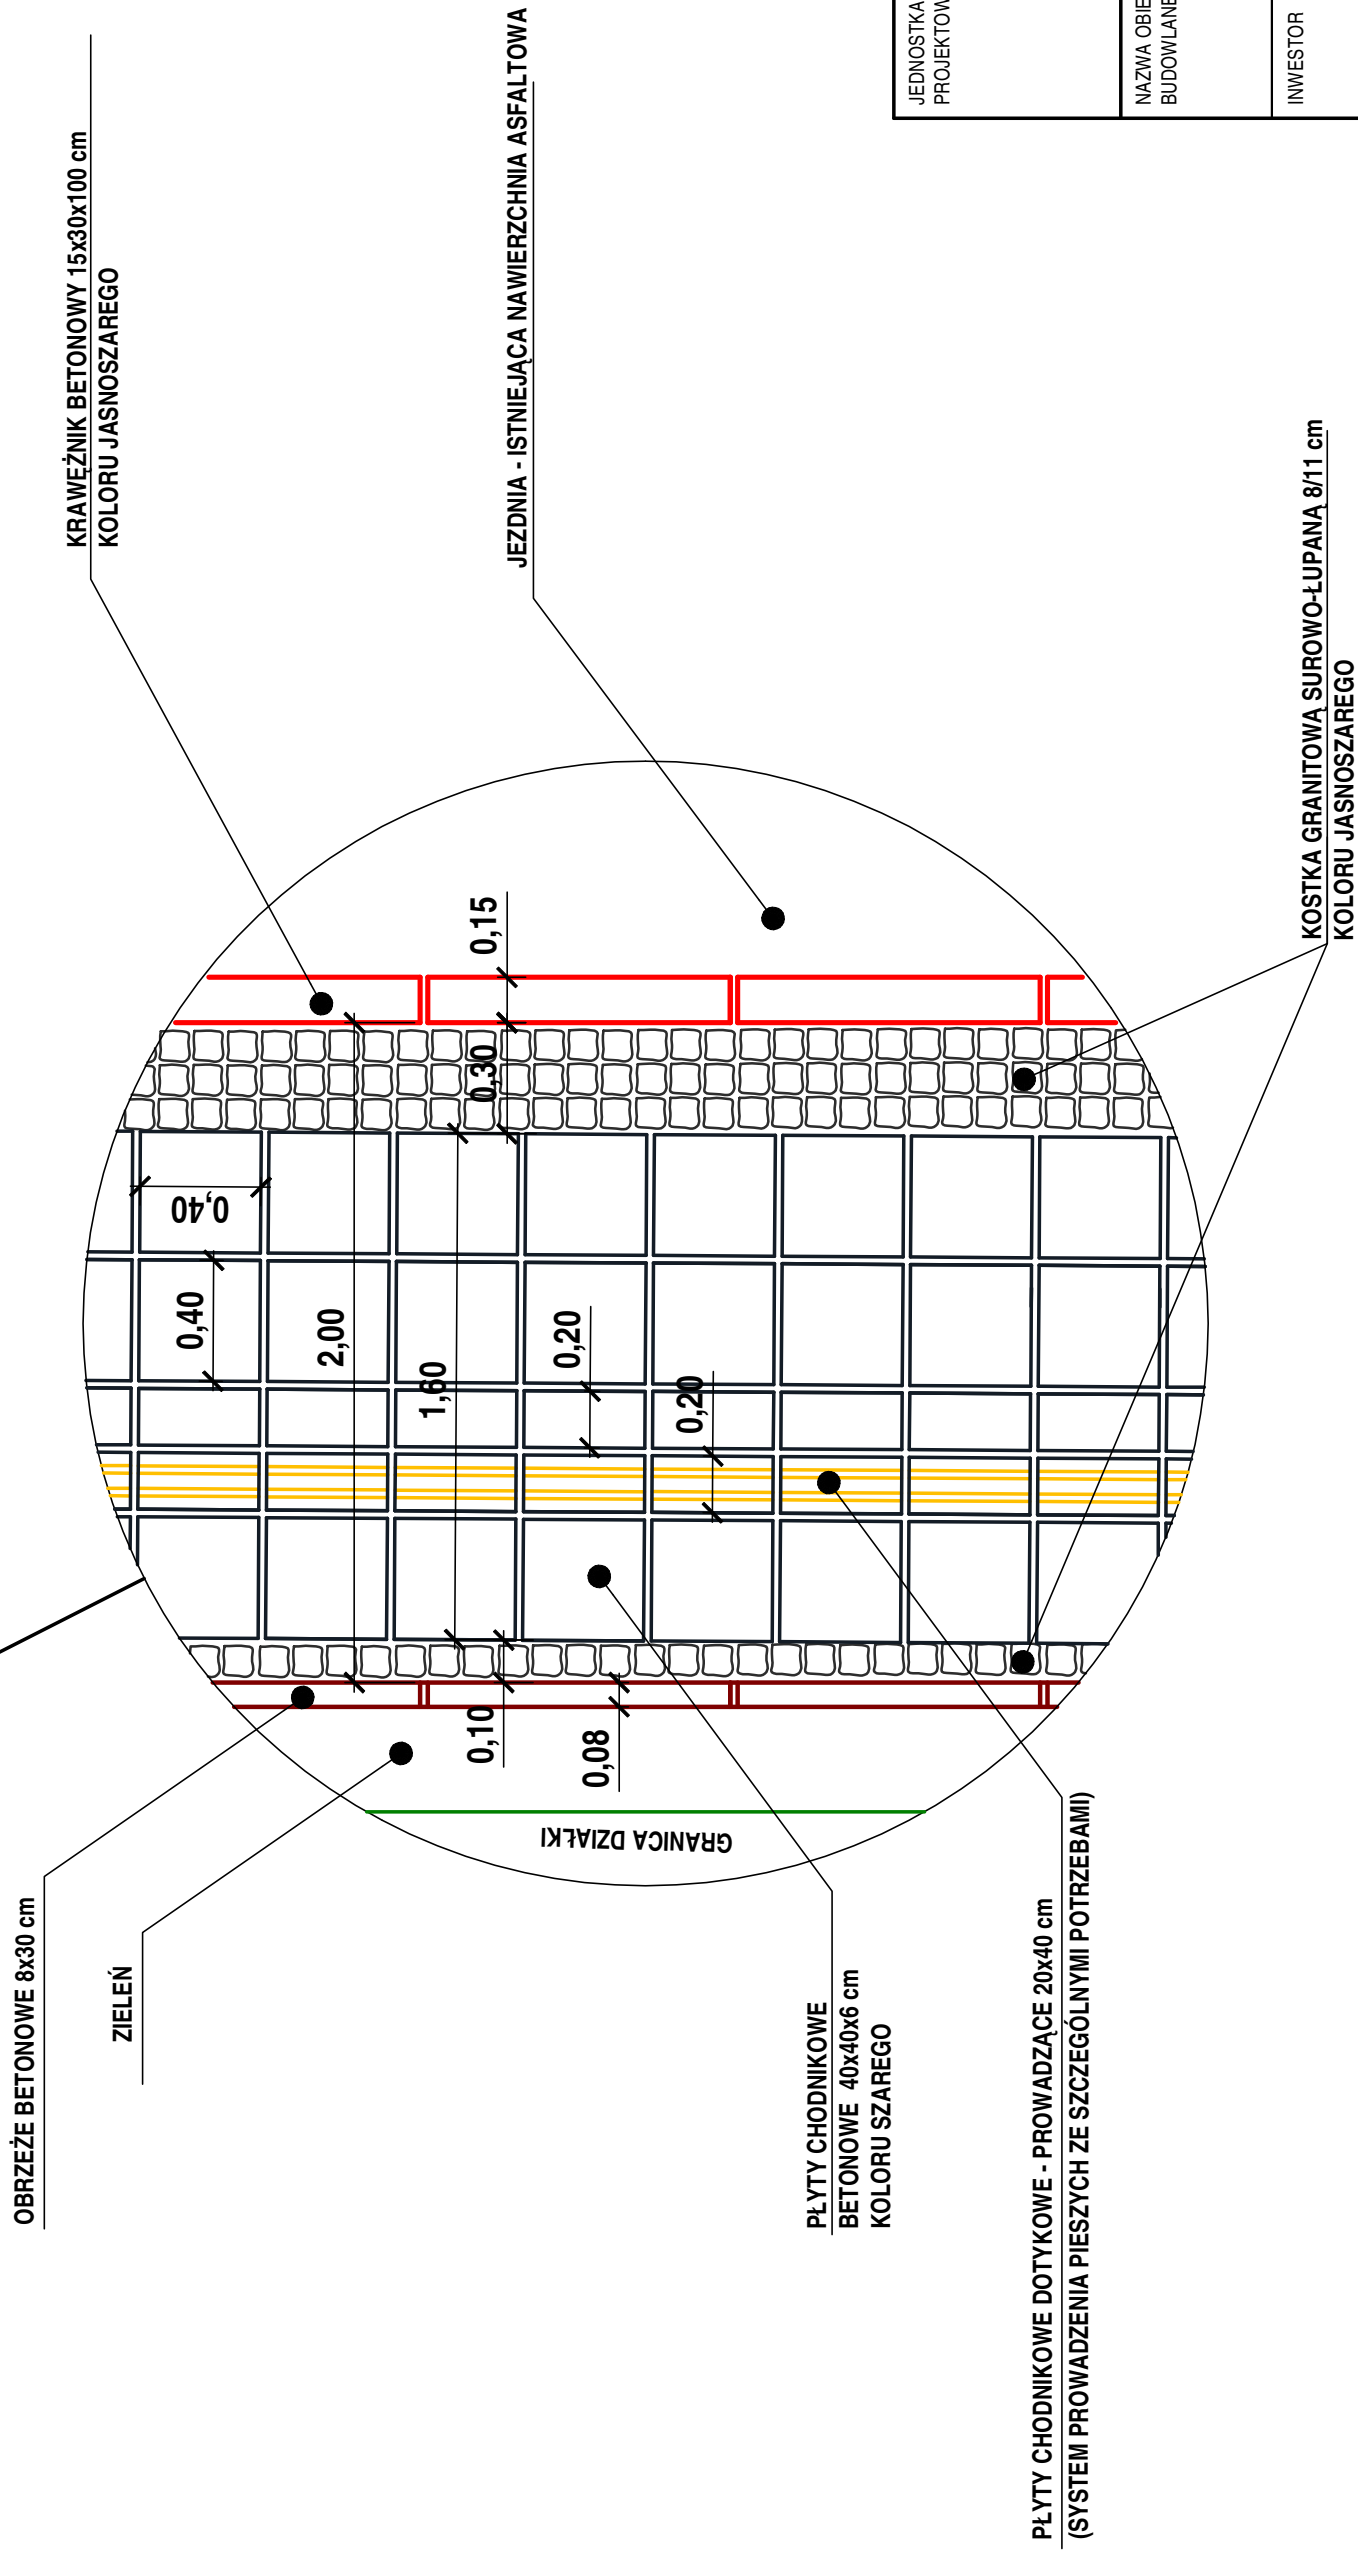 OBRZEŻE BETONOWE 8x30 cm
ZIELEŃ
KRAWĘŻNIK BETONOWY 15x30x100 cm
KOLORU JASNOSZAREGO
JEZDNIA - ISTNIEJĄCA NAWIERZCHNIA ASFALTOWA
GRANICA DZIAŁKI
0,40
0,40
2,00
1,60
0,30
0,15
0,20
0,20
0,10
0,08
PŁYTY CHODNIKOWE
BETONOWE 40x40x6 cm
KOLORU SZAREGO
PŁYTY CHODNIKOWE DOTYKOWE - PROWADZĄCE 20x40 cm
(SYSTEM PROWADZENIA PIESZYCH ZE SZCZEGÓLNYMI POTRZEBAMI)
KOSTKA GRANITOWA SUROWO-ŁUPANA 8/11 cm
KOLORU JASNOSZAREGO
JEDNOSTKA
PROJEKTOW
NAZWA OBIE
BUDOWLANE
INWESTOR